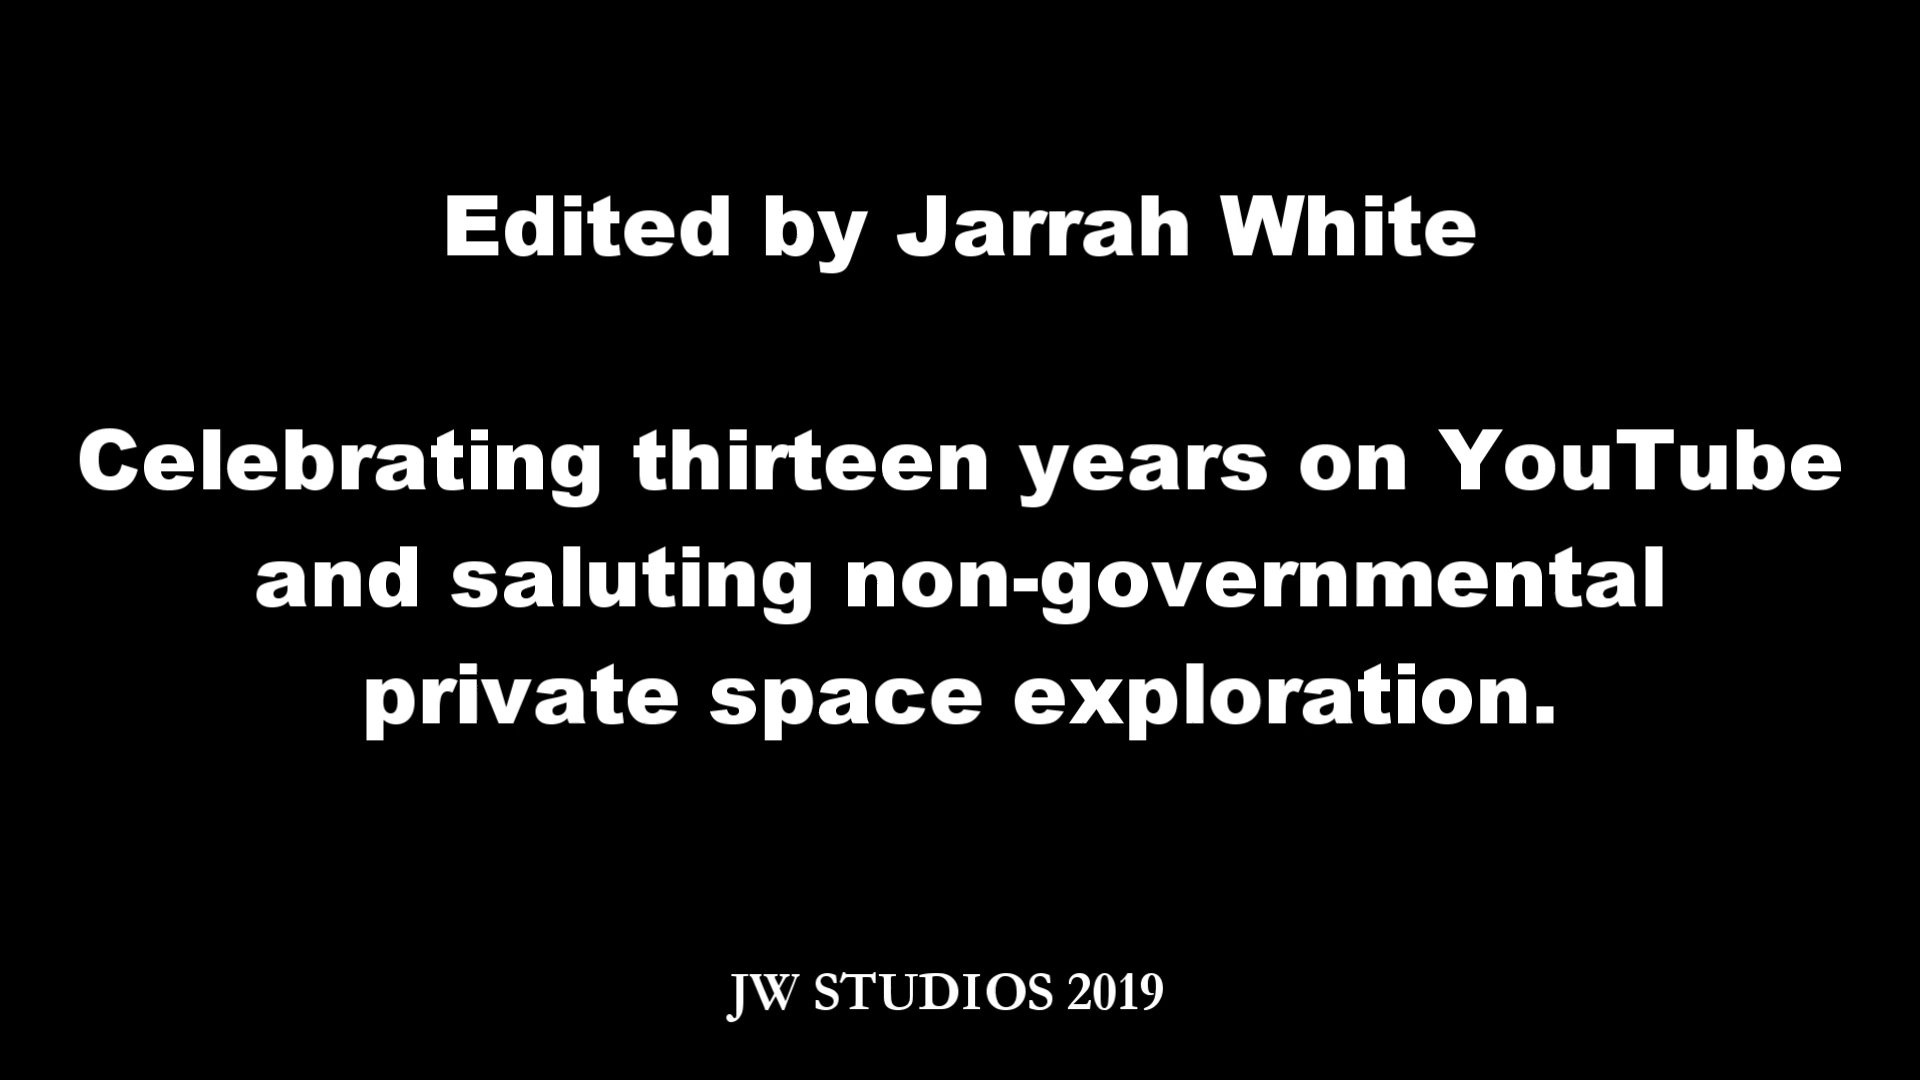 Edited by Jarrah White
Celebrating thirteen years on YouTube
and saluting non-governmental
private space exploration.
JW STUDIOS 2019